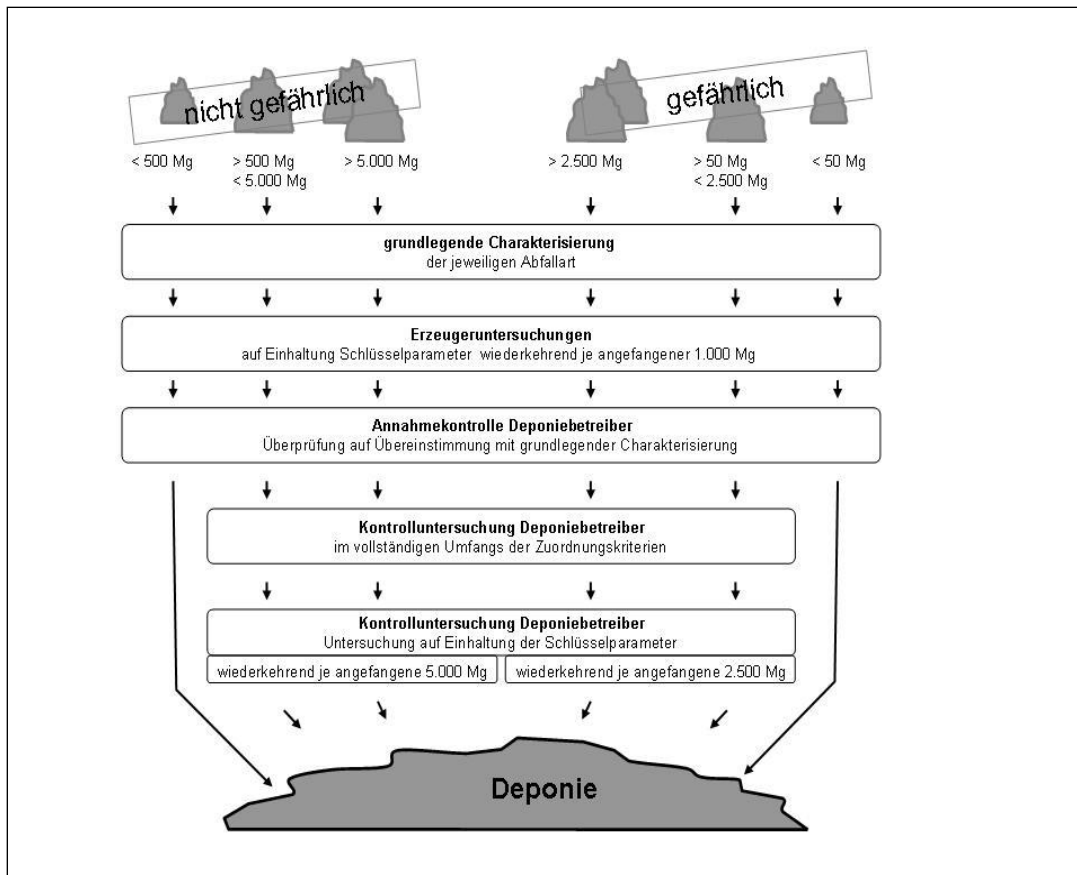 nicht gefährlich
gefährlich
< 500 Mg
> 500 Mg
< 5.000 Mg
> 5.000 Mg
> 2.500 Mg
> 50 Mg
< 2.500 Mg
< 50 Mg
grundlegende Charakterisierung
der jeweiligen Abfallart
Erzeugeruntersuchungen
auf Einhaltung Schlüsselparameter wiederkehrend je angefangener 1.000 Mg
Annahmekontrolle Deponiebetreiber
Überprüfung auf Übereinstimmung mit grundlegender Charakterisierung
Kontrolluntersuchung Deponiebetreiber
im vollständigen Umfangs der Zuordnungskriterien
Kontrolluntersuchung Deponiebetreiber
Untersuchung auf Einhaltung der Schlüsselparameter
wiederkehrend je angefangene 5.000 Mg
wiederkehrend je angefangene 2.500 Mg
Deponie